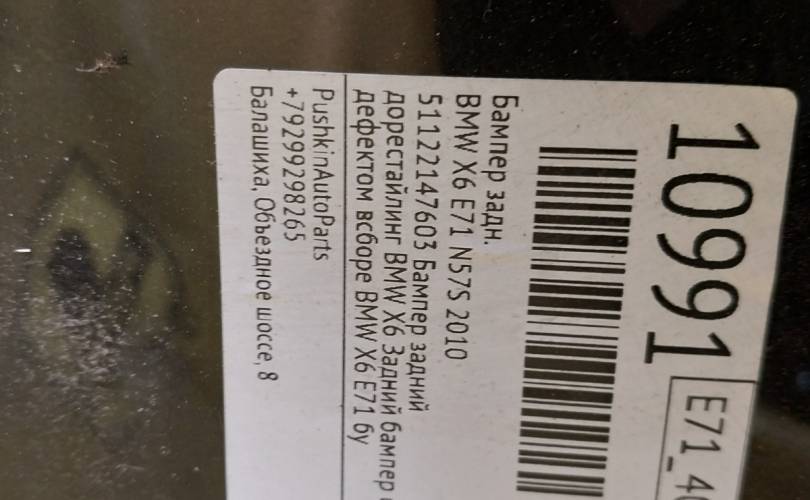 10991
E71_4
Бампер задн.
BMW X6 E71 N57S 2010
51122147603 Бампер задний
дорестайлинг BMW X6 Задний бампер
дефектом всборе BMW X6 E71 бу
PushkinAutoParts
+79299298265
Балашиха, Объездное шоссе, 8